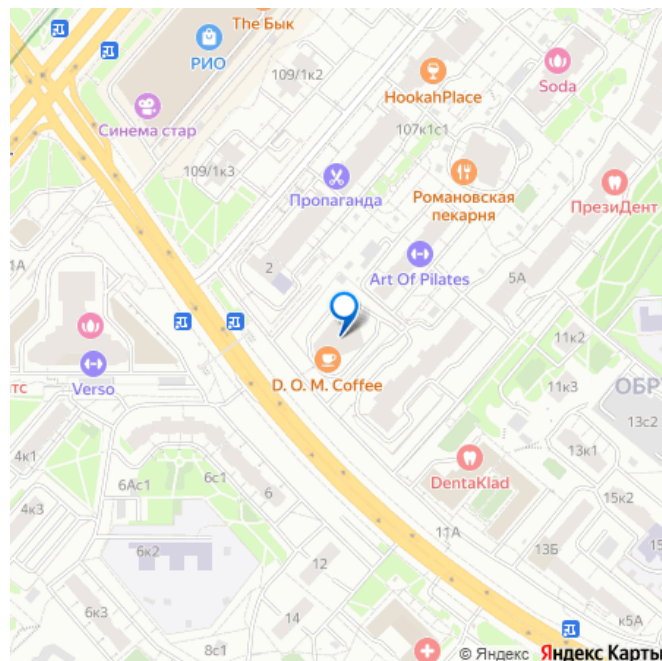 The Бык
РИО
109/1к2
HookahPlace
Soda
Синема стар
107к1с1
109/1к3
Пропаганда
Романовская
пекарня
ПрезиДент
1А
2
Art Of Pilates
5А
11к2
Verso
тс
D. O. M. Coffee
11к3
ОБР
13с2
4к1
6Ас1
6с1
6
DentaKlad
13к1
4к3
15к2
11А
13Б
15
6к2
12
6к3
14
к5А
8с1
© Яндекс Яндекс Карты